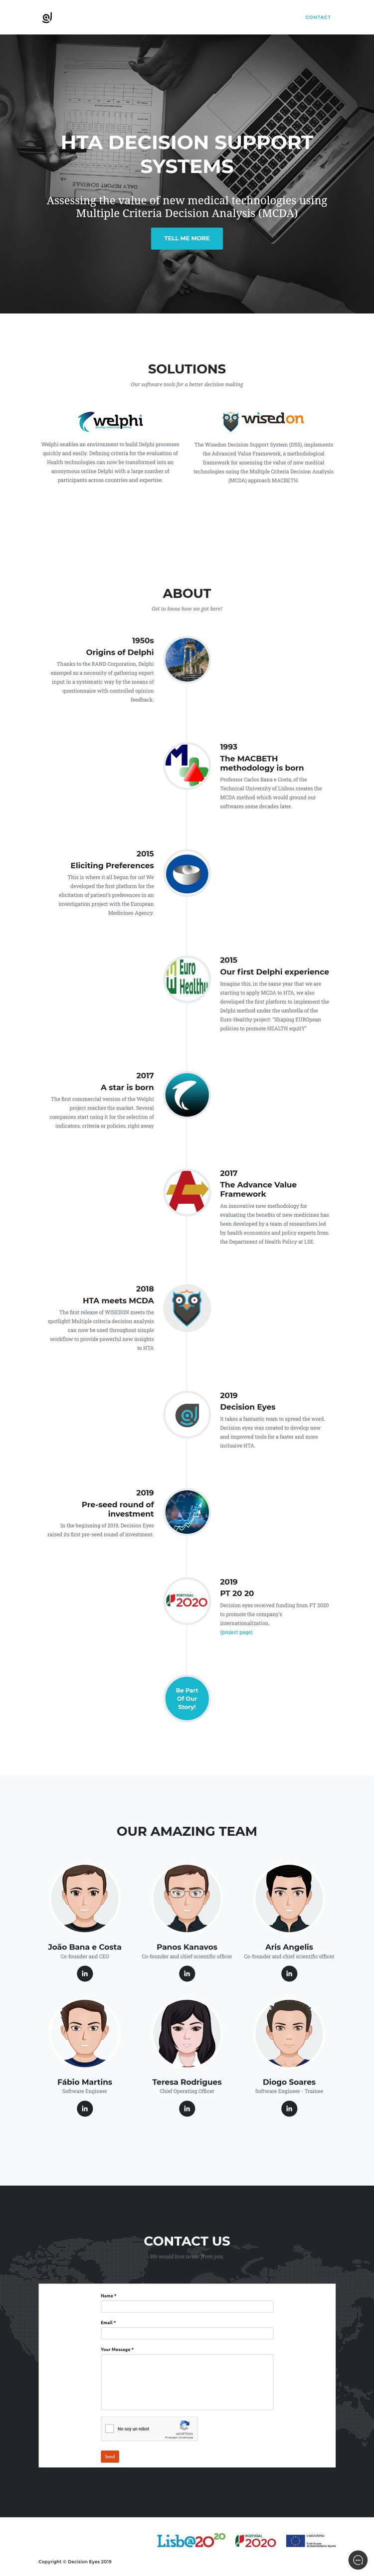 CONTACT
HTA DECISION SUPPORT
SYSTEMS
DAILY REPORT SCHEDULE
Assessing the value of new medical technologies using
Multiple Criteria Decision Analysis (MCDA)
TELL ME MORE
SOLUTIONS
Our software tools for a better decision making
welphi
Welphi enables an environment to build Delphi processes
quickly and easily. Defining criteria for the evaluation of
Health technologies can now be transformed into an
anonymous online Delphi with a large number of
participants across countries and expertise.
wisedon
The Wisedon Decision Support System (DSS), implements
the Advanced Value Framework, a methodological
framework for assessing the value of new medical
technologies using the Multiple Criteria Decision Analysis
(MCDA) approach MACBETH.
ABOUT
Get to know how we got here!
1950s
Origins of Delphi
Thanks to the RAND Corporation, Delphi
emerged as a necessity of gathering expert
input in a systematic way by the means of
questionnaire with controlled opinion
feedback.
1993
The MACBETH
methodology is born
Professor Carlos Bana e Costa, of the
Technical University of Lisbon creates the
MCDA method which would ground our
softwares some decades later.
2015
Eliciting Preferences
This is where it all begun for us! We
developed the first platform for the
elicitation of patient's preferences in an
investigation project with the European
Medicines Agency.
2015
Our first Delphi experience
Imagine this, in the same year that we are
starting to apply MCDA to HTA, we also
developed the first platform to implement the
Delphi method under the umbrella of the
Euro-Healthy project: "Shaping EUROpean
policies to promote HEALTH equitY"
Euro
Healthy
2017
A star is born
The first commercial version of the Welphi
project reaches the market. Several
companies start using it for the selection of
indicators, criteria or policies, right away
2017
The Advance Value
Framework
An innovative new methodology for
evaluating the benefits of new medicines has
been developed by a team of researchers led
by health economics and policy experts from
the Department of Health Policy at LSE.
2018
HTA meets MCDA
The first release of WISEDON meets the
spotlight! Multiple criteria decision analysis
can now be used throughout simple
workflow to provide powerful new insights
to HTA
2019
Decision Eyes
It takes a fantastic team to spread the word.
Decision eyes was created to develop new
and improved tools for a faster and more
inclusive HTA.
2019
Pre-seed round of
investment
In the beginning of 2019, Decision Eyes
raised its first pre-seed round of investment.
2019
PT 20 20
Decision eyes received funding from PT 2020
to promote the company's
internationalization.
(project page)
PORTUGAL
2020
Be Part
Of Our
Story!
OUR AMAZING TEAM
João Bana e Costa
Co-founder and CEO
in
Panos Kanavos
Co-founder and chief scientific officer
in
Aris Angelis
Co-founder and chief scientific officer
in
Fábio Martins
Software Engineer
in
Teresa Rodrigues
Chief Operating Officer
in
Diogo Soares
Software Engineer - Trainee
in
CONTACT US
We would love to hear from you.
Name *
Email *
Your Message *
No soy un robot
reCAPTCHA
Send
Lisb@20
20
PORTUGAL
2020
Copyright © Decision Eyes 2019